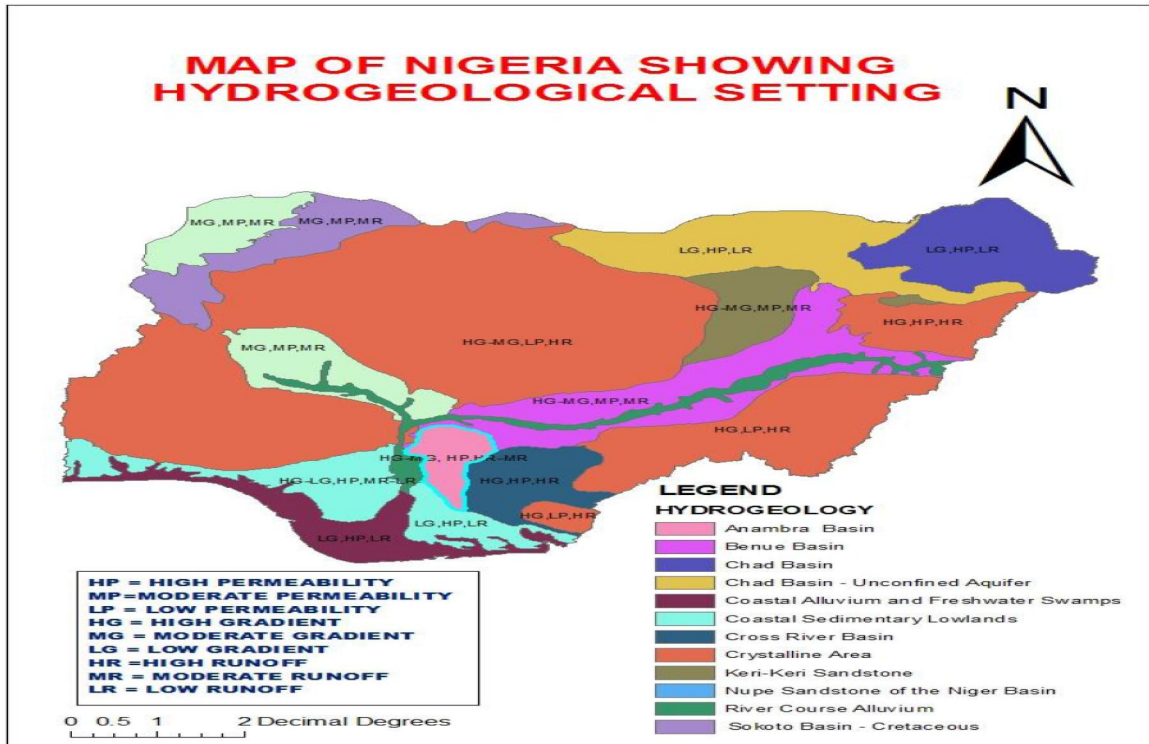 MAP OF NIGERIA SHOWING
HYDROGEOLOGICAL SETTING
N
MG,MP,MR
MG,MP,MR
LG,HP,LR
LG,HP,LR
HG-MG,MP,MR
HG,HP,HR
HG-MG,LP,HR
MG,MP,MR
HG-MG,MP,MR
HG,LP,HR
HG-MG, HP,HR-MR
HG-LG,HP,MR-LR
HG,HP,HR
HG,LP,HR
LG,HP,LR
LG,HP,LR
LEGEND
HYDROGEOLOGY
Anambra Basin
Benue Basin
Chad Basin
Chad Basin - Unconfined Aquifer
Coastal Alluvium and Freshwater Swamps
Coastal Sedimentary Lowlands
Cross River Basin
Crystalline Area
Keri-Keri Sandstone
Nupe Sandstone of the Niger Basin
River Course Alluvium
Sokoto Basin - Cretaceous
HP = HIGH PERMEABILITY
MP=MODERATE PERMEABILITY
LP = LOW PERMEABILITY
HG = HIGH GRADIENT
MG = MODERATE GRADIENT
LG = LOW GRADIENT
HR =HIGH RUNOFF
MR = MODERATE RUNOFF
LR = LOW RUNOFF
0 0.5 1 2 Decimal Degrees